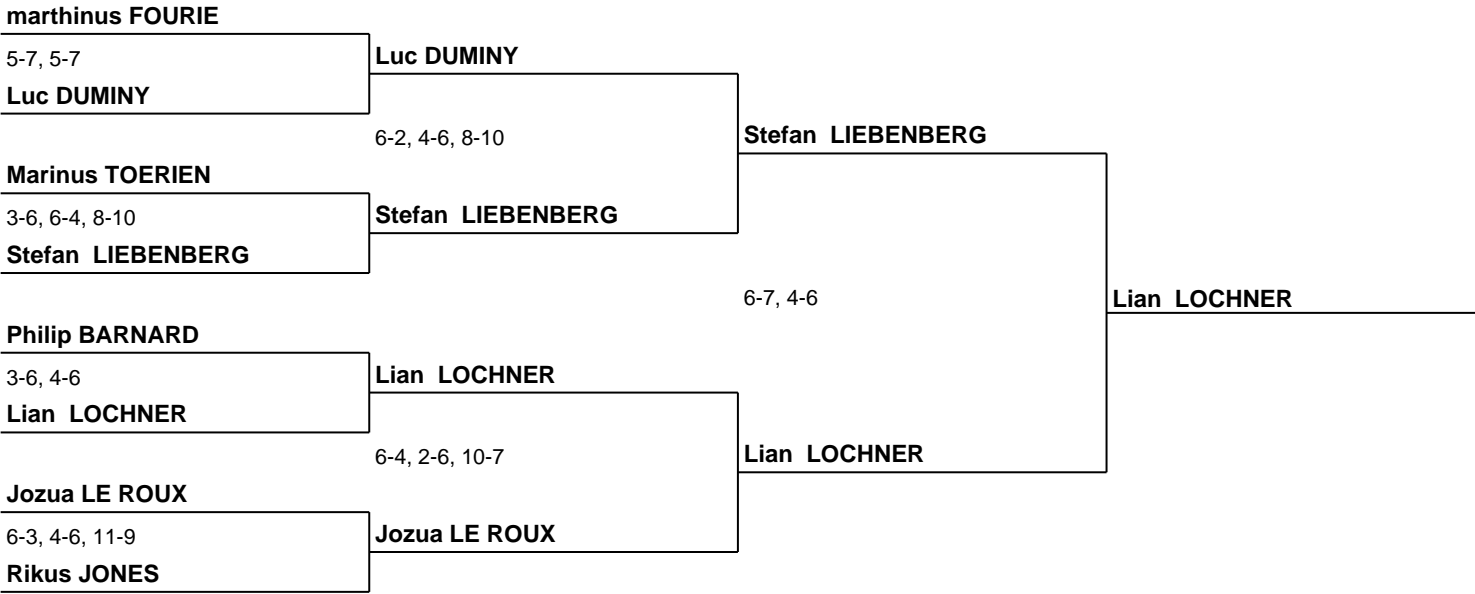 marthinus FOURIE
5-7, 5-7
Luc DUMINY
Luc DUMINY
6-2, 4-6, 8-10
Stefan  LIEBENBERG
Marinus TOERIEN
3-6, 6-4, 8-10
Stefan  LIEBENBERG
Stefan  LIEBENBERG
6-7, 4-6
Lian  LOCHNER
Philip BARNARD
3-6, 4-6
Lian  LOCHNER
Lian  LOCHNER
6-4, 2-6, 10-7
Lian  LOCHNER
Jozua LE ROUX
6-3, 4-6, 11-9
Jozua LE ROUX
Rikus JONES